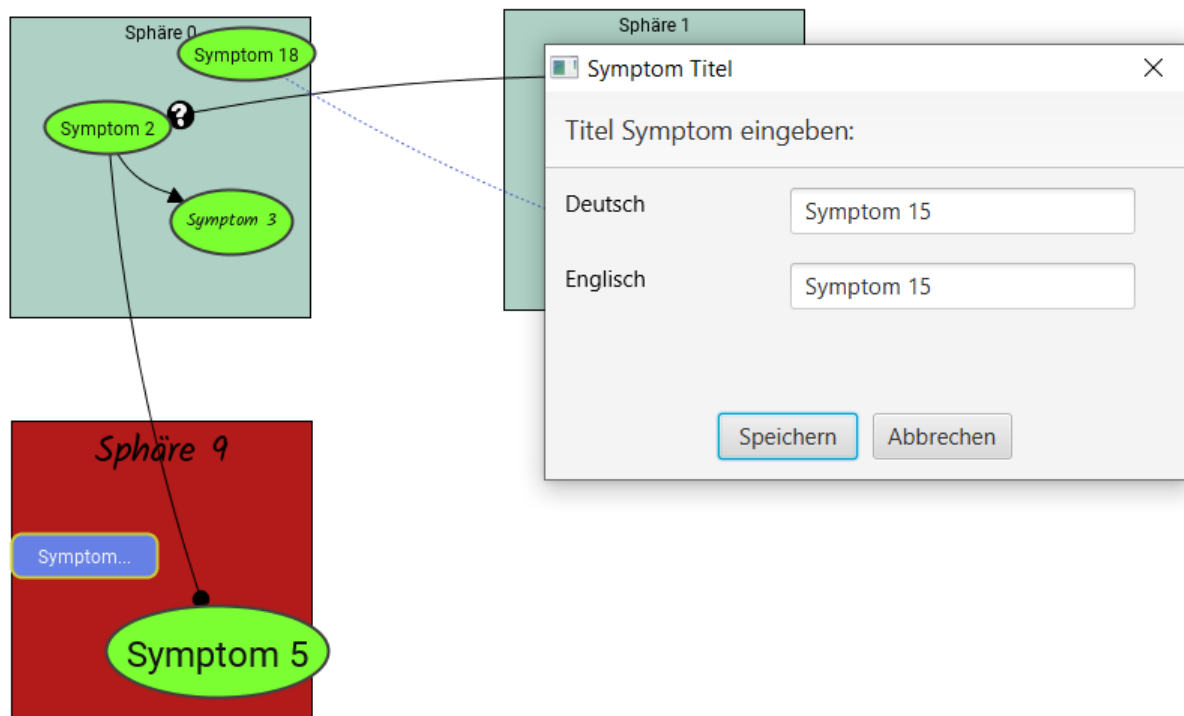 Sphäre 0
Symptom 18
Symptom 2
?
Symptom 3
Sphäre 1
Symptom Titel
Titel Symptom eingeben:
Deutsch
Symptom 15
Englisch
Symptom 15
Speichern
Abbrechen
Sphäre 9
Symptom...
Symptom 5